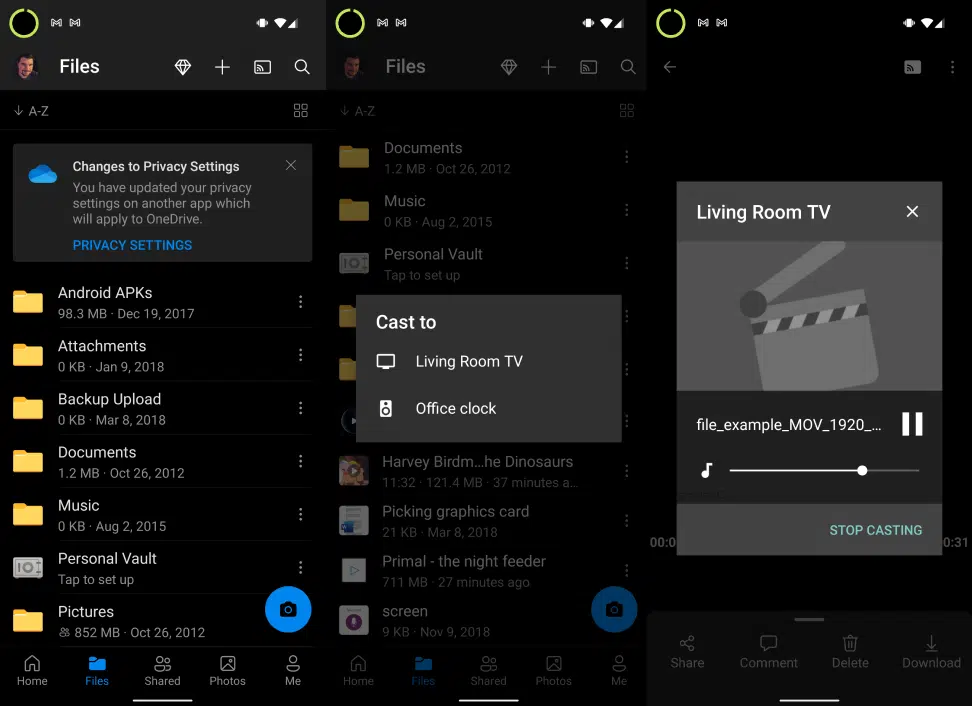 Files
A-Z
Changes to Privacy Settings
You have updated your privacy
settings on another app which
will apply to OneDrive.
PRIVACY SETTINGS
Android APKs
98.3 MB · Dec 19, 2017
Attachments
0 KB · Jan 9, 2018
Backup Upload
0 KB · Mar 8, 2018
Documents
1.2 MB · Oct 26, 2012
Music
0 KB · Aug 2, 2015
Personal Vault
Tap to set up
Pictures
852 MB · Oct 26, 2012
Home
Files
Shared
Photos
Me
Files
A-Z
Documents
1.2 MB · Oct 26, 2012
Music
0 KB · Aug 2, 2015
Personal Vault
Tap to set up
Cast to
Living Room TV
Office clock
Harvey Birdm...he Dinosaurs
11:32 · 121.4 MB · 37 minutes a...
Picking graphics card
21 KB · Mar 8, 2018
Primal - the night feeder
711 MB · 27 minutes ago
screen
9 KB · Nov 9, 2018
Home
Files
Shared
Photos
Me
Living Room TV
file_example_MOV_1920_...
STOP CASTING
00:0
0:31
Share
Comment
Delete
Download